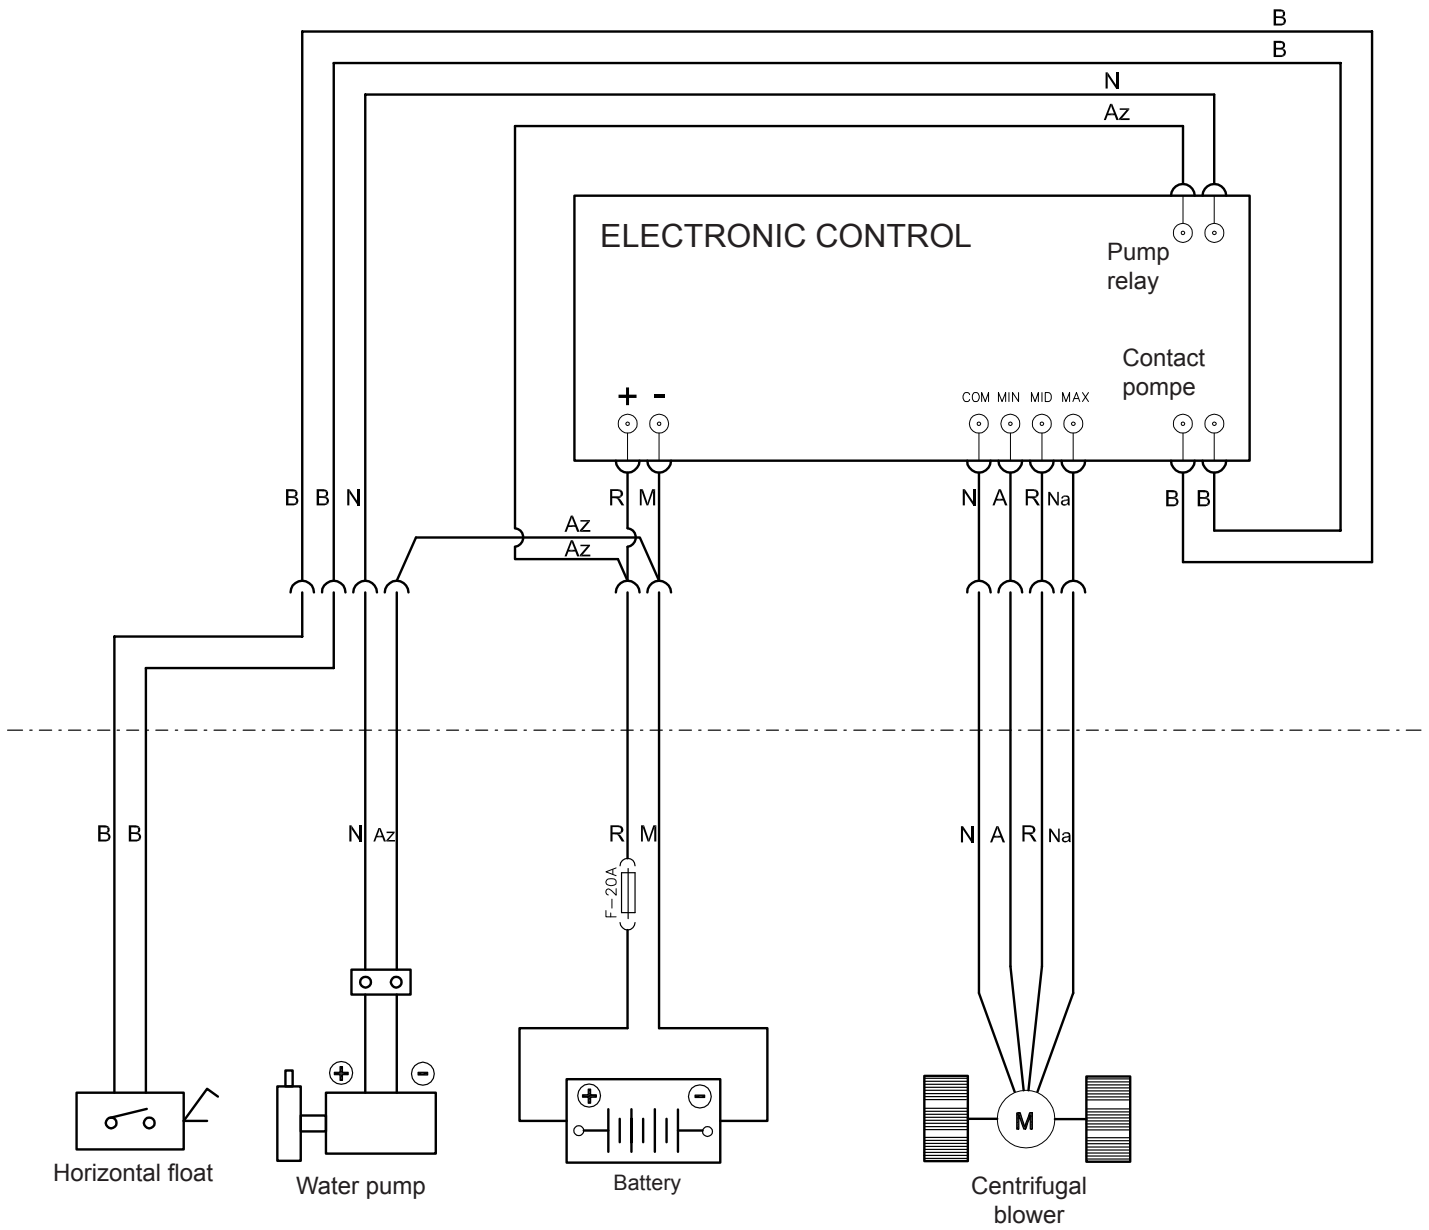 B
B
N
Az
ELECTRONIC CONTROL
Pump
relay
Contact
pompe
+ -
COM MIN MID MAX
B B N R M N A R Na B B
Az
Az
B B N Az R M N A R Na
F-20A
+ - + -
M
Horizontal float
Water pump
Battery
Centrifugal
blower